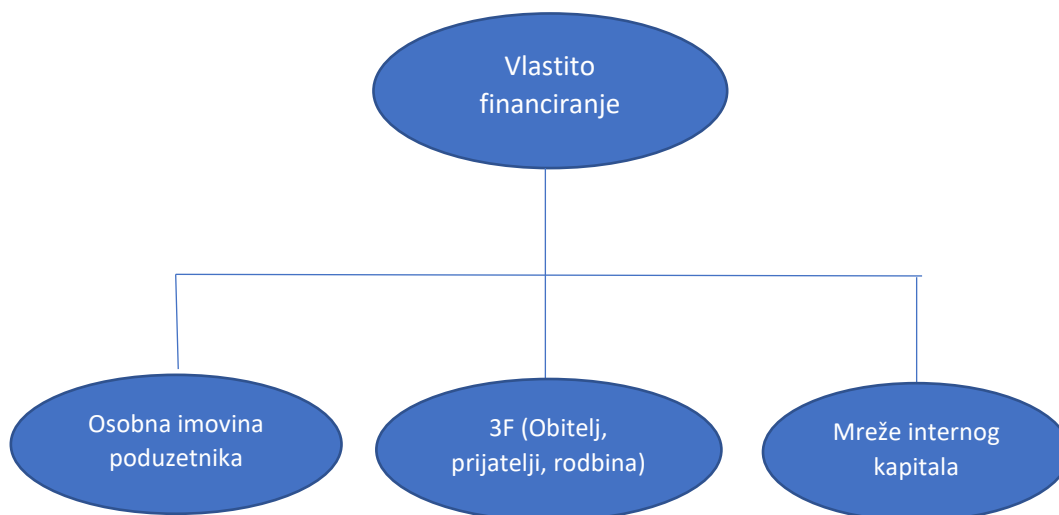 Vlastito
financiranje
Osobna imovina
poduzetnika
3F (Obitelj,
prijatelji, rodbina)
Mreže internog
kapitala